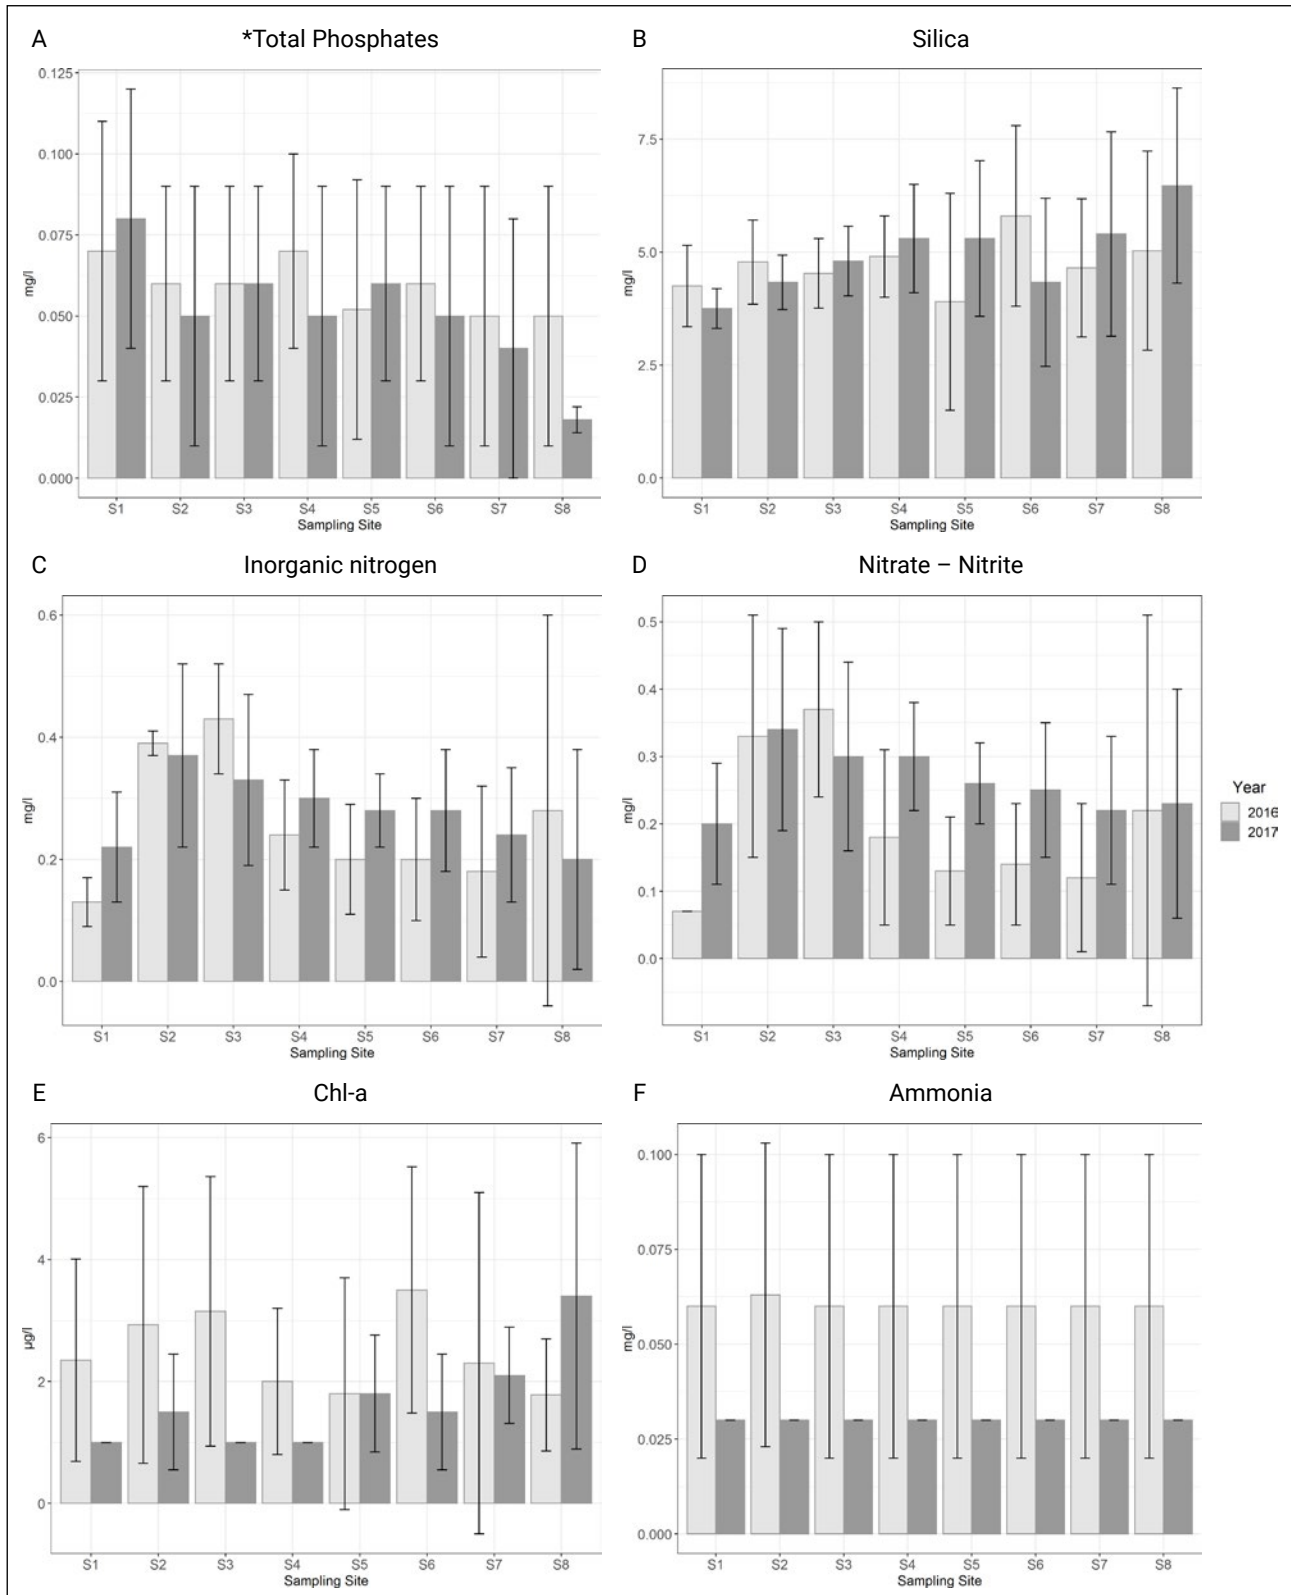 A *Total Phosphates
0.125
0.100
0.075
0.050
0.025
0.000
mg/l
S1 S2 S3 S4 S5 S6 S7 S8
Sampling Site
B Silica
7.5
5.0
2.5
0.0
mg/l
S1 S2 S3 S4 S5 S6 S7 S8
Sampling Site
C Inorganic nitrogen
0.6
0.4
0.2
0.0
mg/l
S1 S2 S3 S4 S5 S6 S7 S8
Sampling Site
D Nitrate – Nitrite
0.5
0.4
0.3
0.2
0.1
0.0
mg/l
S1 S2 S3 S4 S5 S6 S7 S8
Sampling Site
Year
2016
2017
E Chl-a
6
4
2
0
µg/l
S1 S2 S3 S4 S5 S6 S7 S8
Sampling Site
F Ammonia
0.100
0.075
0.050
0.025
0.000
mg/l
S1 S2 S3 S4 S5 S6 S7 S8
Sampling Site